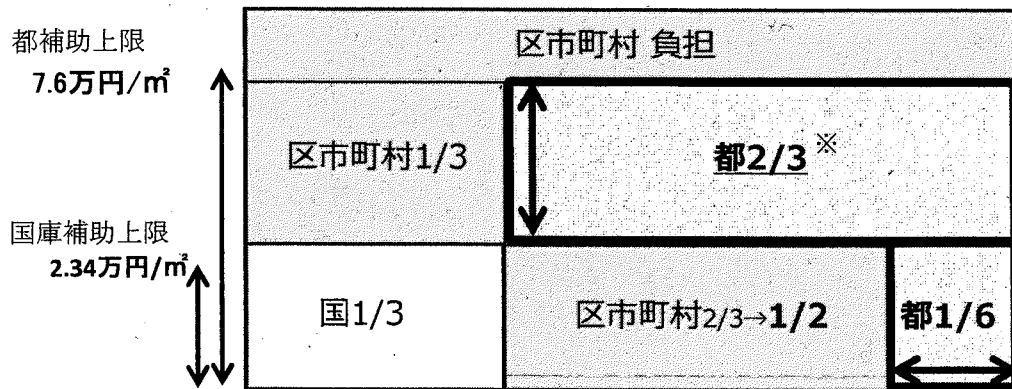 都補助上限
7.6万円/㎡
区市町村 負担
区市町村1/3
都2/3※
国庫補助上限
2.34万円/㎡
国1/3
区市町村2/3→1/2
都1/6